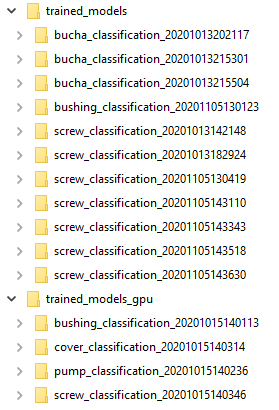 trained_models
bucha_classification_20201013202117
bucha_classification_20201013215301
bucha_classification_20201013215504
bushing_classification_20201105130123
screw_classification_20201013142148
screw_classification_20201013182924
screw_classification_20201105130419
screw_classification_20201105143110
screw_classification_20201105143343
screw_classification_20201105143518
screw_classification_20201105143630
trained_models_gpu
bushing_classification_20201015140113
cover_classification_20201015140314
pump_classification_20201015140236
screw_classification_20201015140346